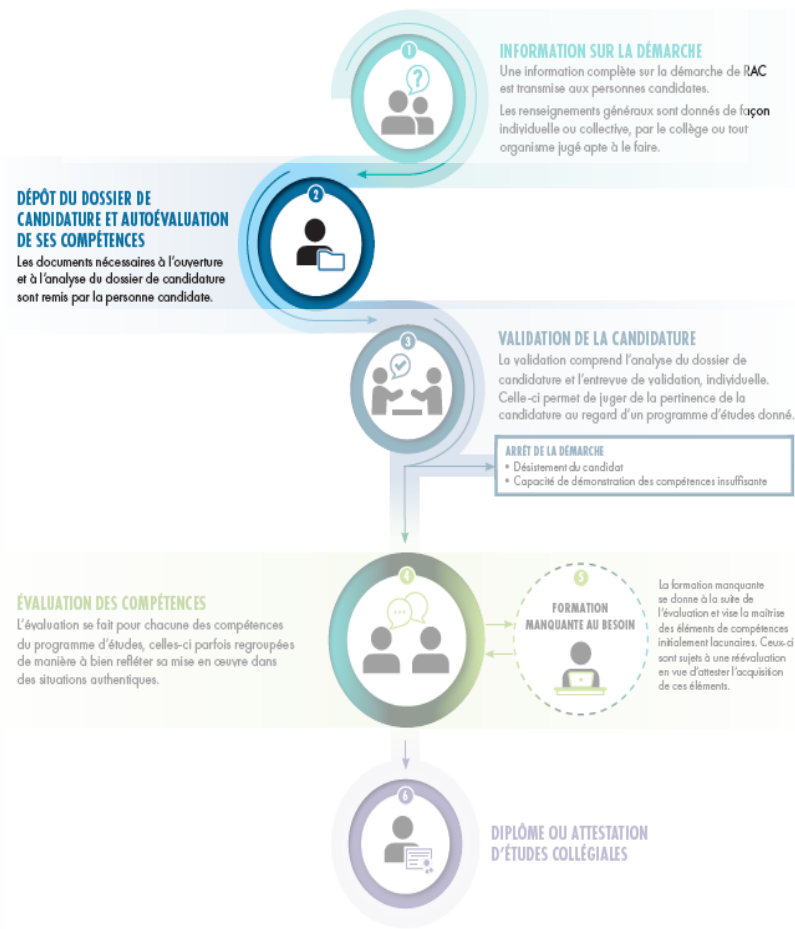 1
INFORMATION SUR LA DÉMARCHE
Une information complète sur la démarche de RAC
est transmise aux personnes candidates.
Les renseignements généraux sont donnés de façon
individuelle ou collective, par le collège ou tout
organisme jugé apte à le faire.
?
2
DÉPÔT DU DOSSIER DE
CANDIDATURE ET AUTOÉVALUATION
DE SES COMPÉTENCES
Les documents nécessaires à l'ouverture
et à l'analyse du dossier de candidature
sont remis par la personne candidate.
3
VALIDATION DE LA CANDIDATURE
La validation comprend l'analyse du dossier de
candidature et l'entrevue de validation, individuelle.
Celle-ci permet de juger de la pertinence de la
candidature au regard d'un programme d'études donné.
ARRÊT DE LA DÉMARCHE
• Désistement du candidat
• Capacité de démonstration des compétences insuffisante
4
ÉVALUATION DES COMPÉTENCES
L'évaluation se fait pour chacune des compétences
du programme d'études, celles-ci parfois regroupées
de manière à bien refléter sa mise en œuvre dans
des situations authentiques.
5
FORMATION
MANQUANTE AU BESOIN
La formation manquante
se donne à la suite de
l'évaluation et vise la maîtrise
des éléments de compétences
initialement lacunaires. Ceux-ci
sont sujets à une réévaluation
en vue d'attester l'acquisition
de ces éléments.
6
DIPLÔME OU ATTESTATION
D'ÉTUDES COLLÉGIALES